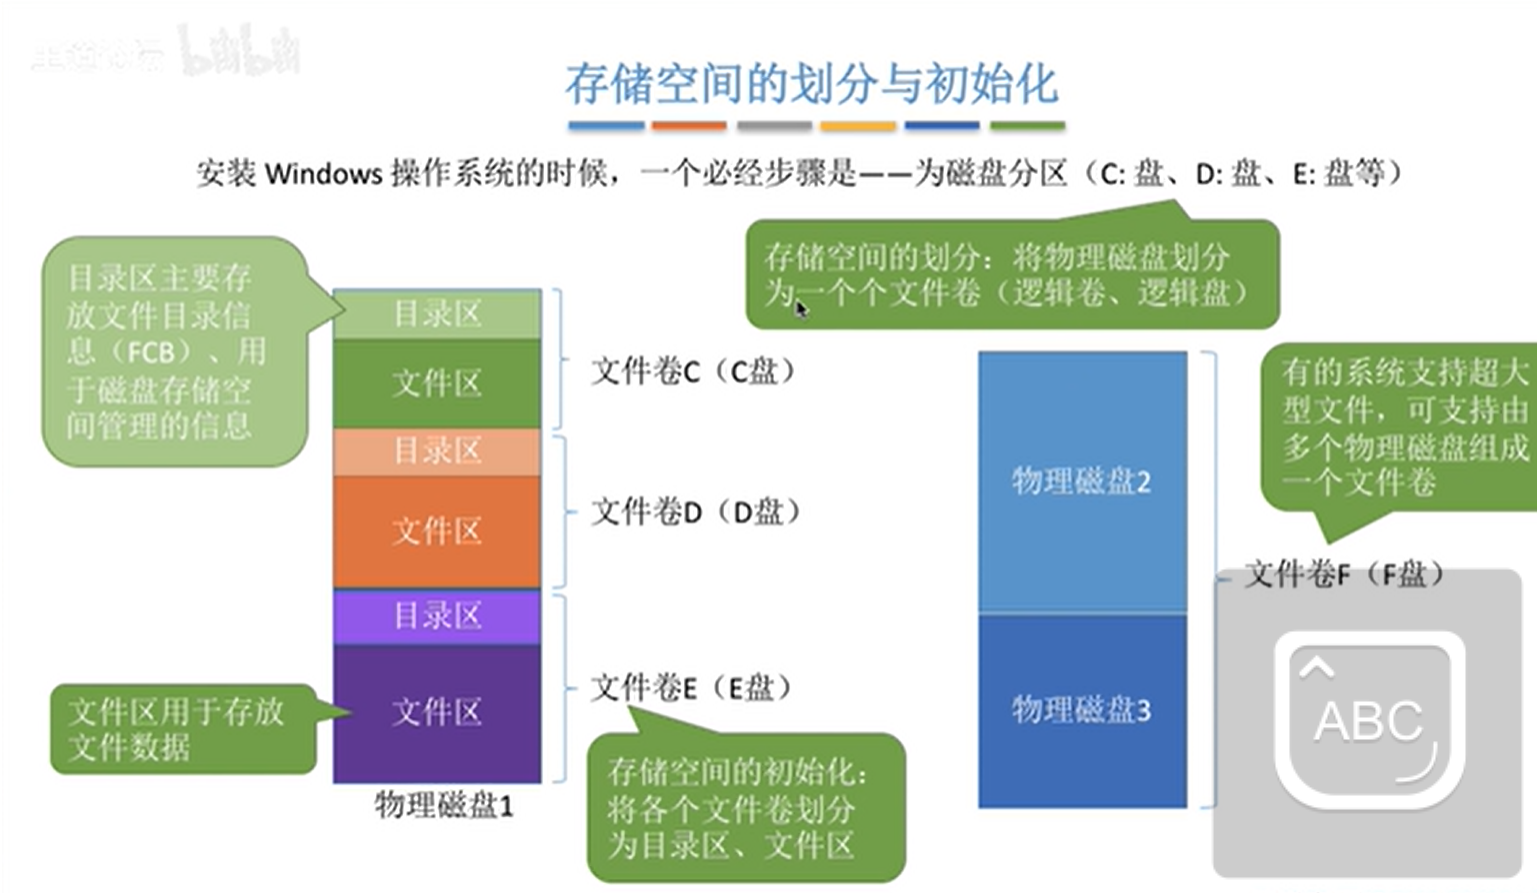 bilibili
存储空间的划分与初始化
安装 Windows 操作系统的时候，一个必经步骤是——为磁盘分区（C: 盘、D: 盘、E: 盘等）
存储空间的划分：将物理磁盘划分
为一个个文件卷（逻辑卷、逻辑盘）
目录区主要存
放文件目录信
息（FCB）、用
于磁盘存储空
间管理的信息
目录区
文件区
文件卷C（C盘）
目录区
文件区
文件卷D（D盘）
目录区
文件区
文件卷E（E盘）
文件区用于存放
文件数据
物理磁盘1
存储空间的初始化：
将各个文件卷划分
为目录区、文件区
物理磁盘2
物理磁盘3
有的系统支持超大
型文件，可支持由
多个物理磁盘组成
一个文件卷
文件卷F（F盘）
ABC